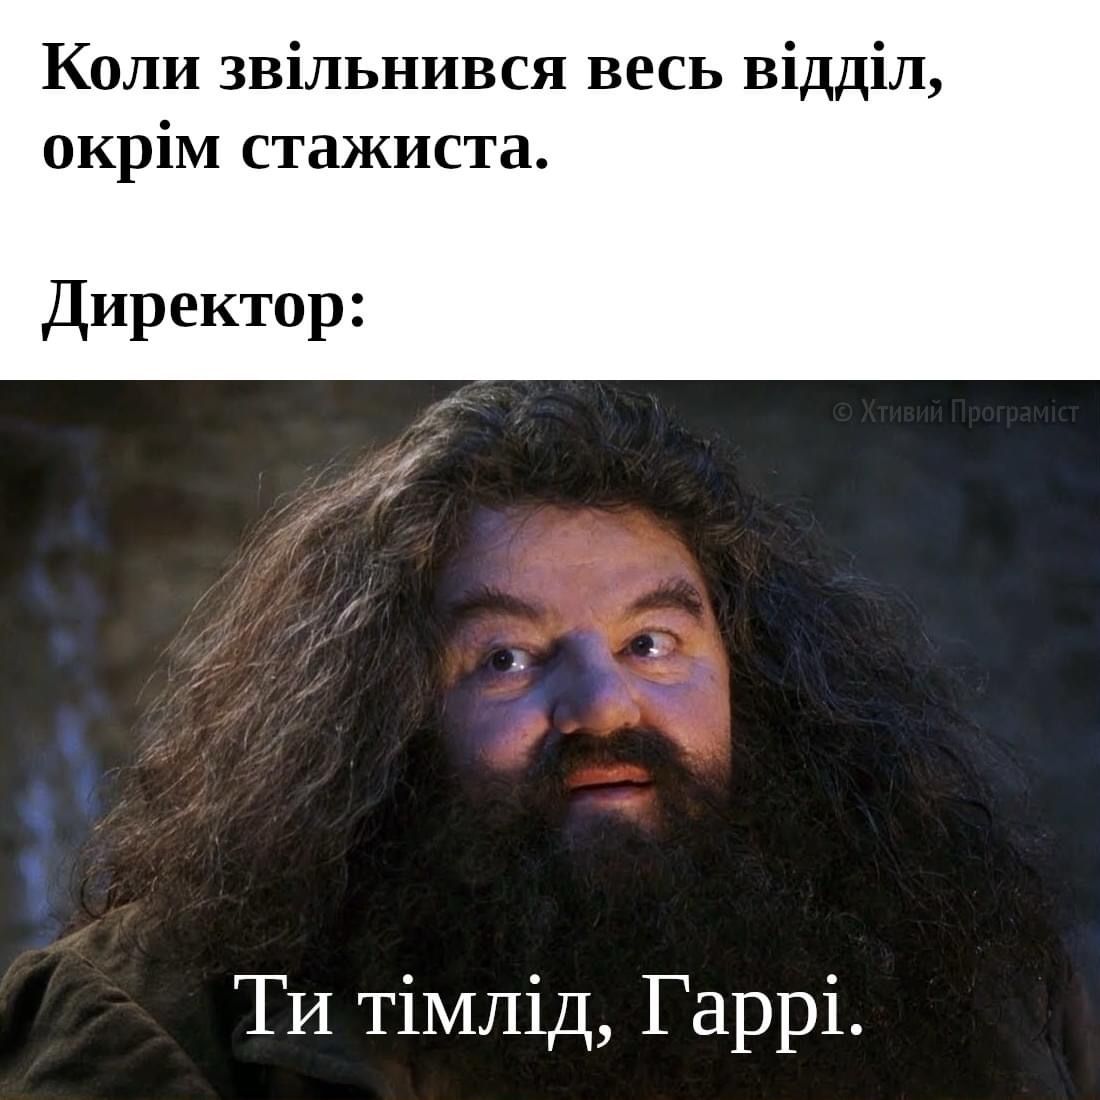 Коли звільнився весь відділ,
окрім стажиста.
Директор:
© Хтивий Програміст
Ти тімлід, Гаррі.